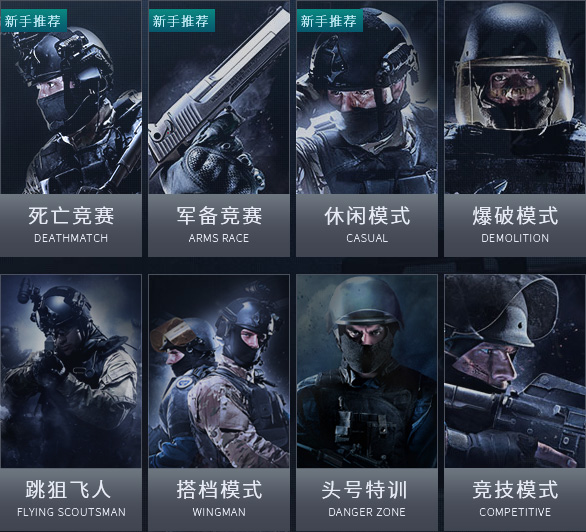 新手推荐
新手推荐
新手推荐
死亡竞赛
DEATHMATCH
军备竞赛
ARMS RACE
休闲模式
CASUAL
爆破模式
DEMOLITION
跳狙飞人
FLYING SCOUTSMAN
搭档模式
WINGMAN
头号特训
DANGER ZONE
竞技模式
COMPETITIVE